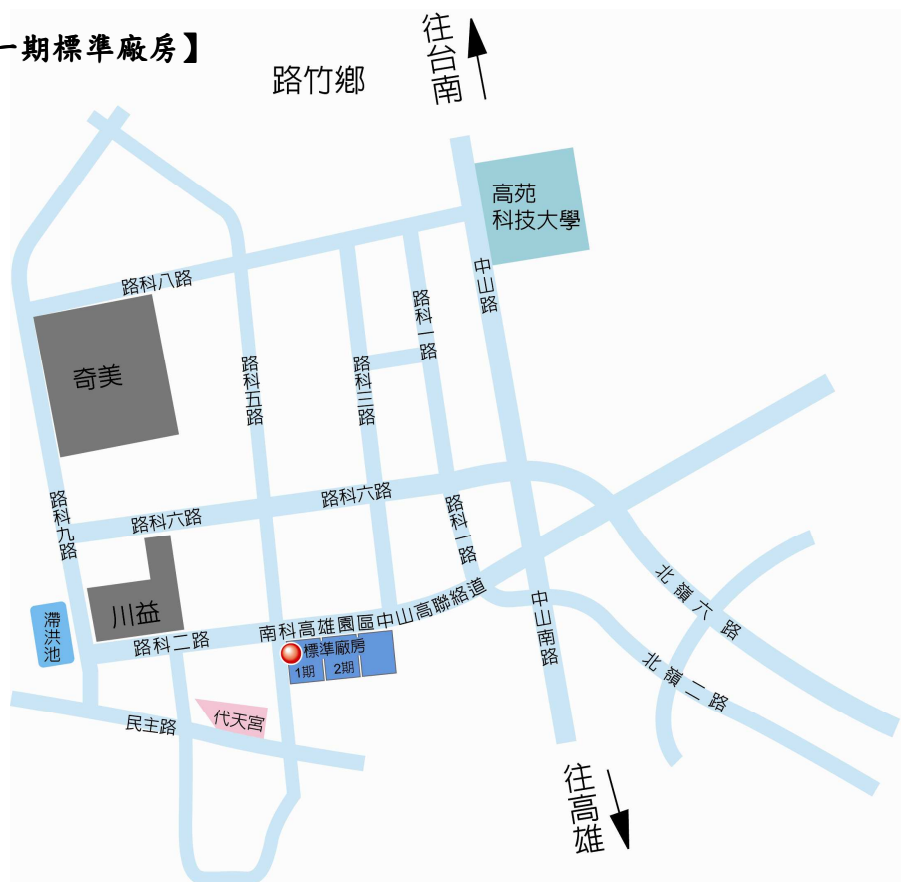 一期標準廠房】
往台南
路竹鄉
高苑
科技大學
中山路
路科八路
路科一路
奇美
路科五路
路科三路
路科六路
路科六路
路科九路
路科一路
北嶺六路
川益
滯洪池
南科高雄園區中山高聯絡道
中山南路
路科二路
標準廠房
1期
2期
北嶺二路
代天宮
民主路
往高雄